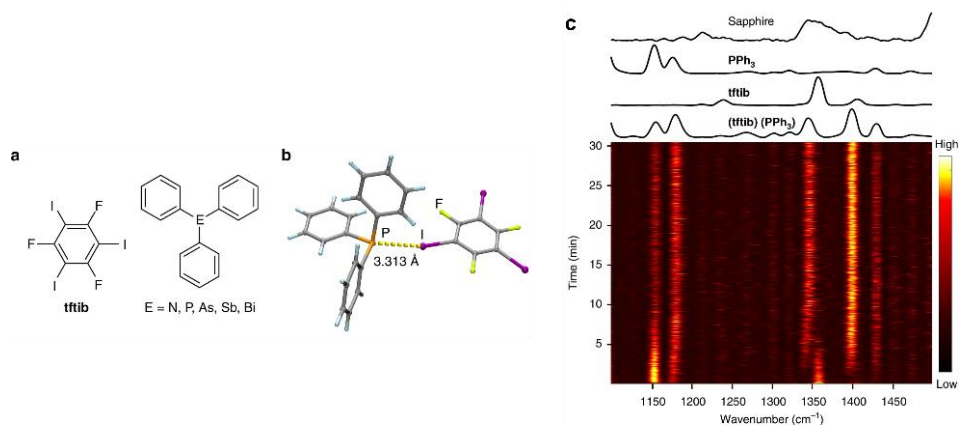 a
I
F
F
I
I
F
tftib
E
E = N, P, As, Sb, Bi
b
P
F
I
3.313 Å
c
Sapphire
PPh₃
tftib
(tftib) (PPh₃)
High
Low
30
25
20
15
10
5
Time (min)
1150
1200
1250
1300
1350
1400
1450
Wavenumber (cm⁻¹)